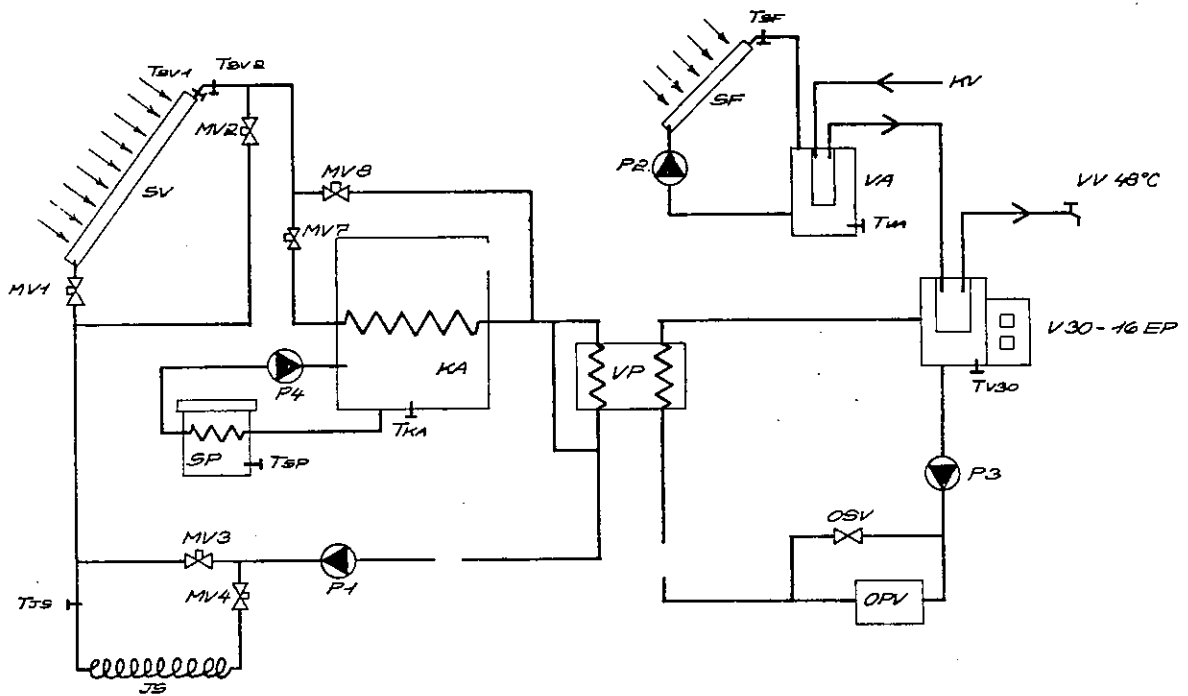 TSF
TSV1
TSV2
SF
KV
MV2
MV8
P2
VA
VV 48°C
SV
TVA
MV7
MV1
V30-16 EP
KA
VP
P4
TV30
TKA
SP
TSP
P3
OSV
MV3
P1
MV4
TJS
OPV
JS